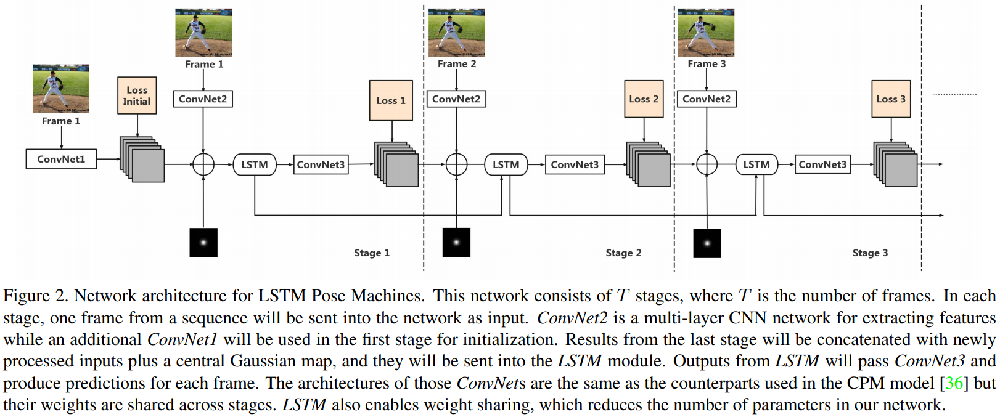 Frame 1
Frame 2
Frame 3
Frame 1
Loss
Initial
ConvNet2
Loss 1
ConvNet2
Loss 2
ConvNet2
Loss 3
ConvNet1
LSTM
ConvNet3
LSTM
ConvNet3
LSTM
ConvNet3
Stage 1
Stage 2
Stage 3
Figure 2. Network architecture for LSTM Pose Machines. This network consists of T stages, where T is the number of frames. In each
stage, one frame from a sequence will be sent into the network as input. ConvNet2 is a multi-layer CNN network for extracting features
while an additional ConvNet1 will be used in the first stage for initialization. Results from the last stage will be concatenated with newly
processed inputs plus a central Gaussian map, and they will be sent into the LSTM module. Outputs from LSTM will pass ConvNet3 and
produce predictions for each frame. The architectures of those ConvNets are the same as the counterparts used in the CPM model [36] but
their weights are shared across stages. LSTM also enables weight sharing, which reduces the number of parameters in our network.